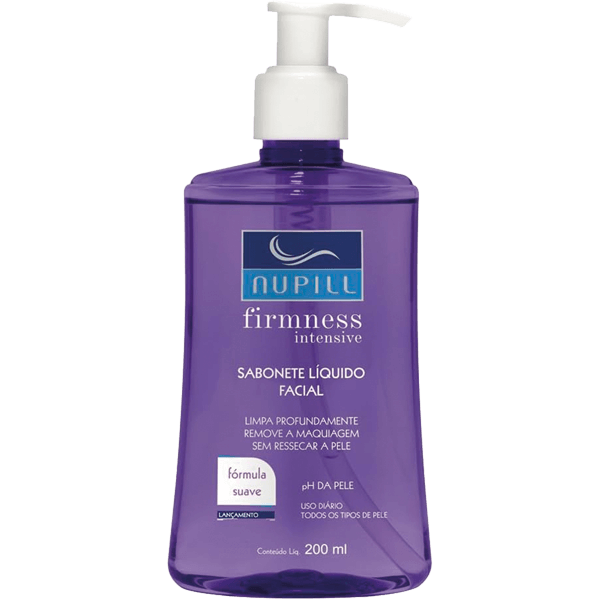 NUPILL
firmness
intensive
SABONETE LÍQUIDO
FACIAL
LIMPA PROFUNDAMENTE
REMOVE A MAQUIAGEM
SEM RESSECAR A PELE
fórmula
suave
LANÇAMENTO
pH DA PELE
USO DIÁRIO
TODOS OS TIPOS DE PELE
Conteúdo Líq. 200 ml